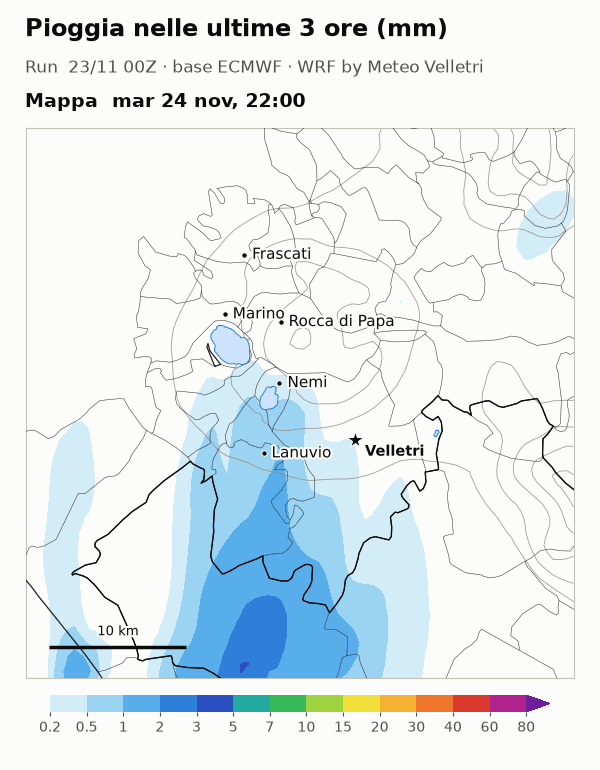 Pioggia nelle ultime 3 ore (mm)
Run  23/11 00Z · base ECMWF · WRF by Meteo Velletri
Mappa  mar 24 nov, 22:00
Frascati
Marino
Rocca di Papa
Nemi
Velletri
Lanuvio
10 km
0.2 0.5 1 2 3 5 7 10 15 20 30 40 60 80